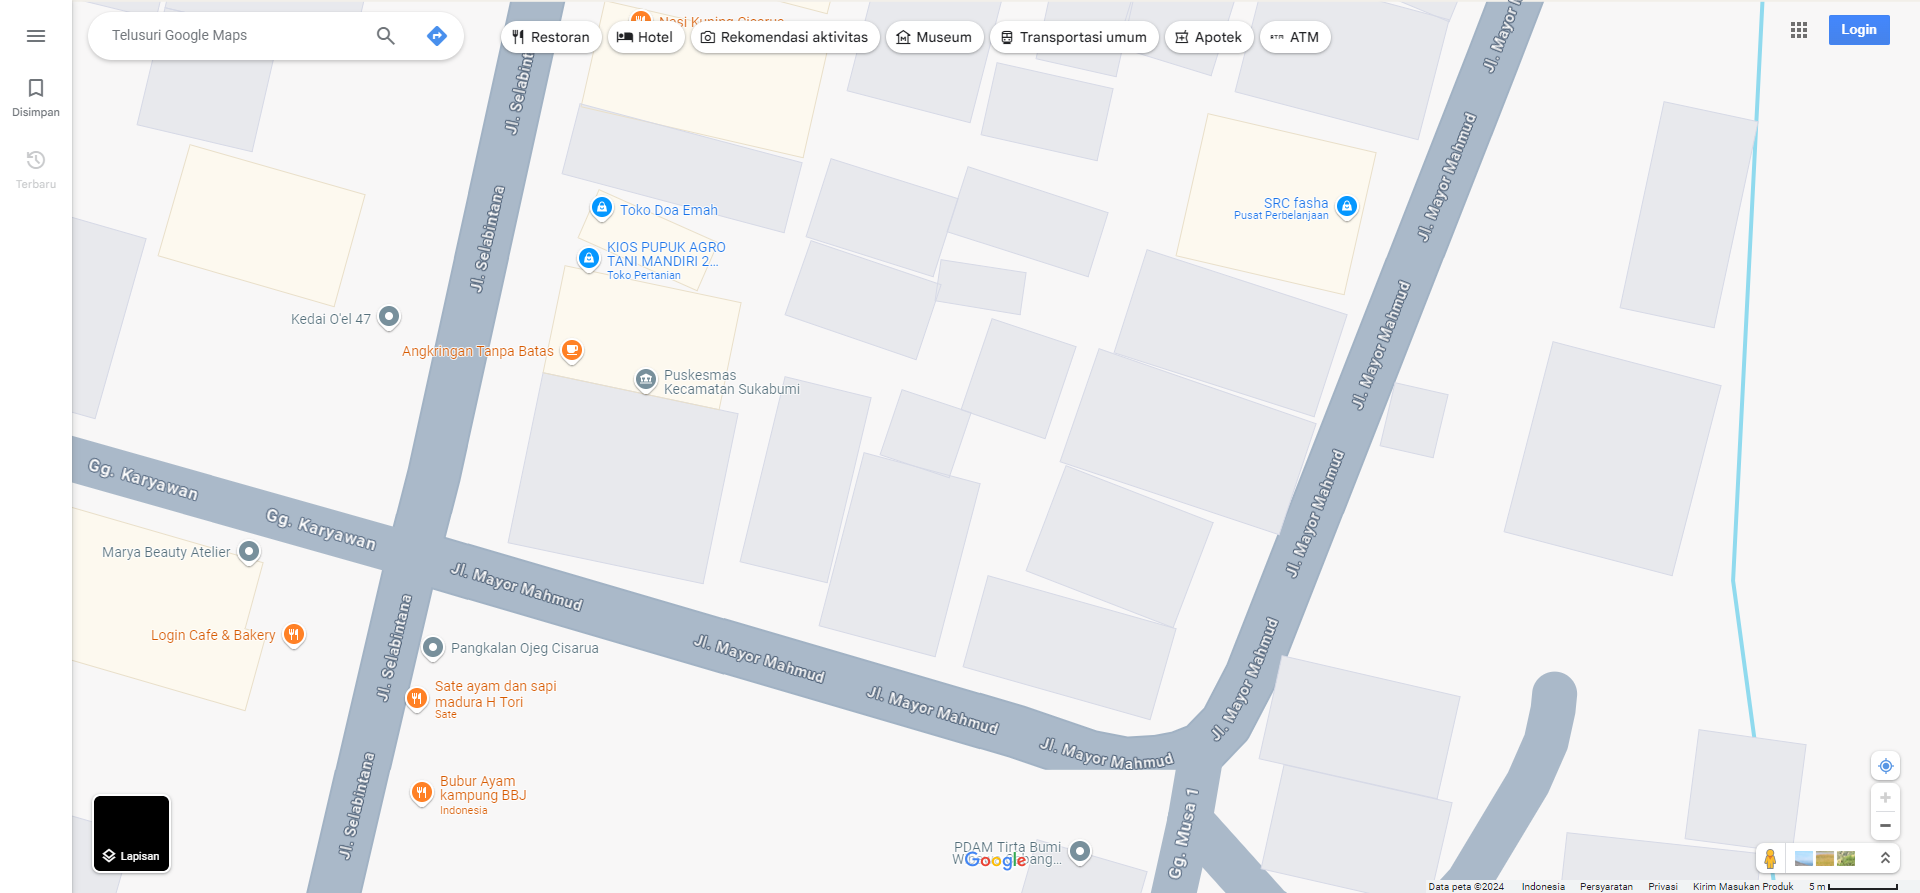 Telusuri Google Maps
Restoran
Hotel
Rekomendasi aktivitas
Museum
Transportasi umum
Apotek
ATM
Login
Disimpan
Terbaru
Nasi Kuning Cisarua
Jl. Selabintana
Jl. Mayor Mahmud
Jl. Mayor Mahmud
Jl. Selabintana
Toko Doa Emah
SRC fasha
Pusat Perbelanjaan
KIOS PUPUK AGRO
TANI MANDIRI 2...
Toko Pertanian
Kedai O'el 47
Jl. Mayor Mahmud
Angkringan Tanpa Batas
Puskesmas
Kecamatan Sukabumi
Gg. Karyawan
Gg. Karyawan
Jl. Mayor Mahmud
Marya Beauty Atelier
Jl. Mayor Mahmud
Login Cafe & Bakery
Jl. Selabintana
Pangkalan Ojeg Cisarua
Jl. Mayor Mahmud
Jl. Mayor Mahmud
Sate ayam dan sapi
madura H Tori
Sate
Jl. Mayor Mahmud
Jl. Mayor Mahmud
Bubur Ayam
kampung BBJ
Indonesia
Jl. Selabintana
Gg. Musa 1
PDAM Tirta Bumi
Google
Lapisan
Data peta ©2024
Indonesia
Persyaratan
Privasi
Kirim Masukan Produk
5 m